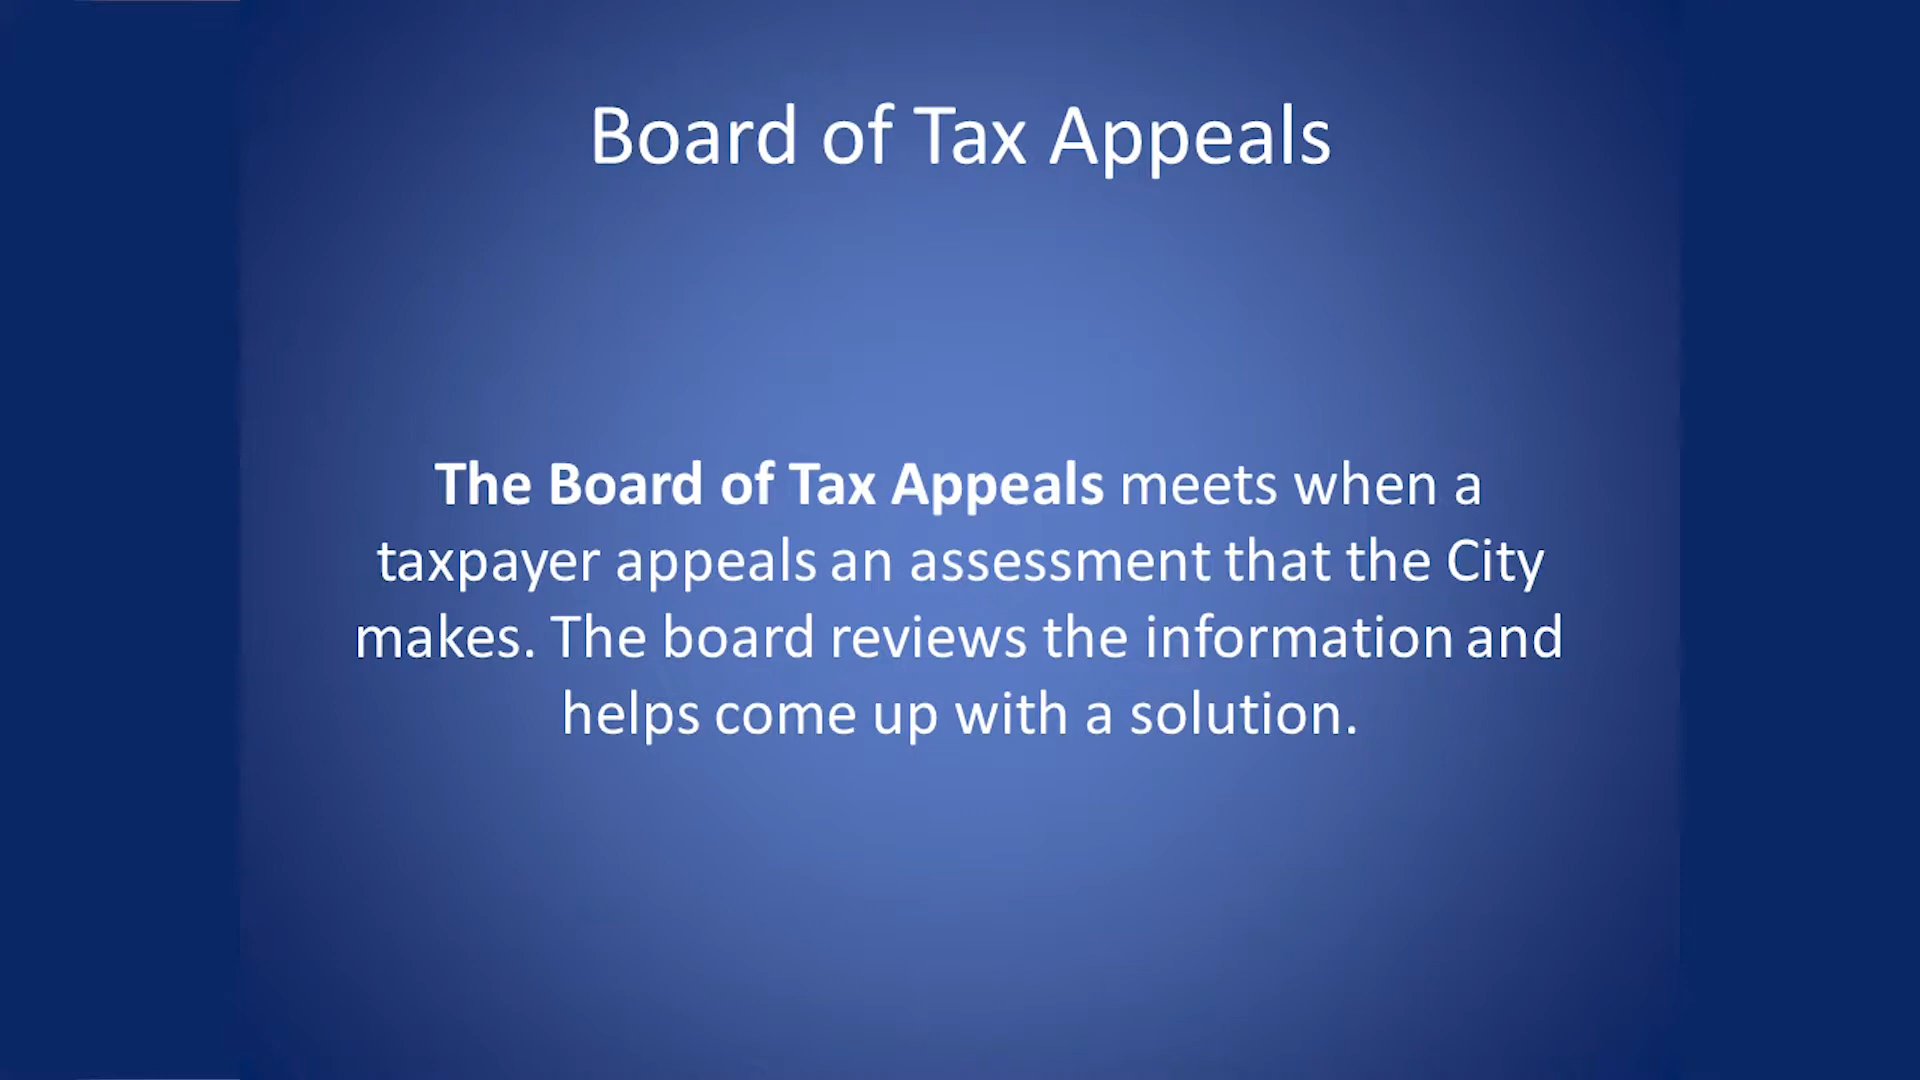 Board of Tax Appeals
The Board of Tax Appeals meets when a
taxpayer appeals an assessment that the City
makes. The board reviews the information and
helps come up with a solution.